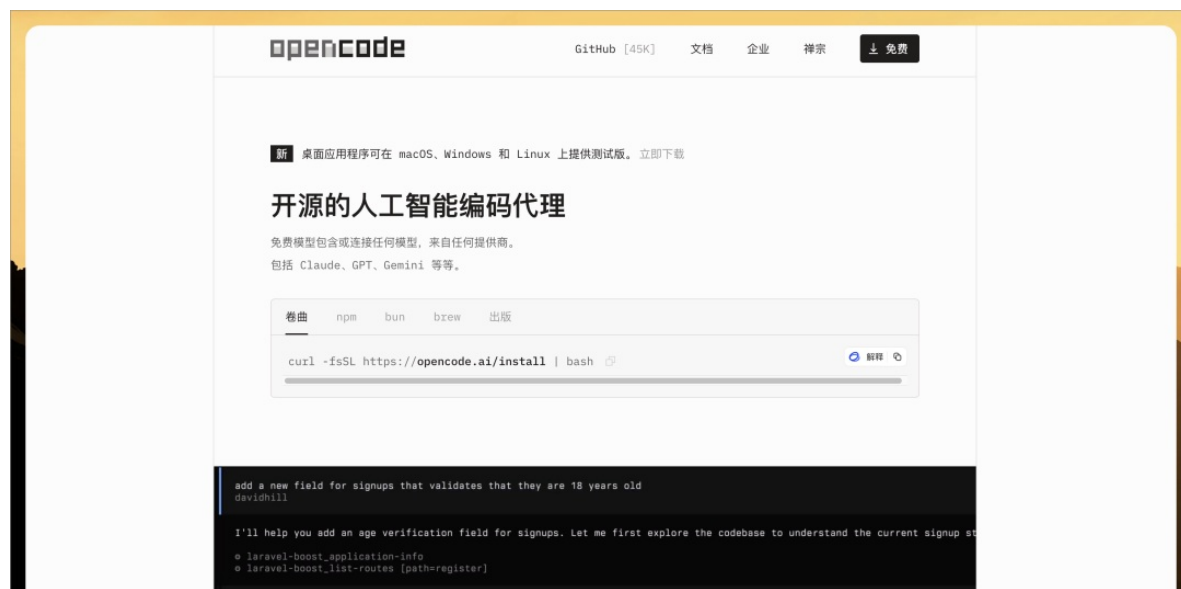 opencode
GitHub [45K] 文档 企业 禅宗 免费
新 桌面应用程序可在 macOS、Windows 和 Linux 上提供测试版。 立即下载
开源的人工智能编码代理
免费模型包含或连接任何模型，来自任何提供商。
包括 Claude、GPT、Gemini 等等。
卷曲 npm bun brew 出版
curl -fsSL https://opencode.ai/install | bash
解释
add a new field for signups that validates that they are 18 years old
davidhill
I'll help you add an age verification field for signups. Let me first explore the codebase to understand the current signup st
laravel-boost_application-info
laravel-boost_list-routes [path=register]